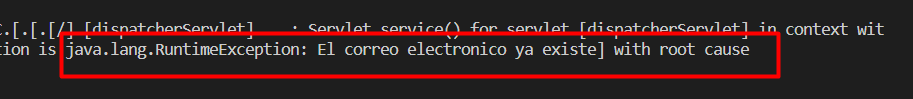 .[.[.[/] [dispatcherServlet]    : Servlet.service() for servlet [dispatcherServlet] in context wit
tion is java.lang.RuntimeException: El correo electronico ya existe] with root cause